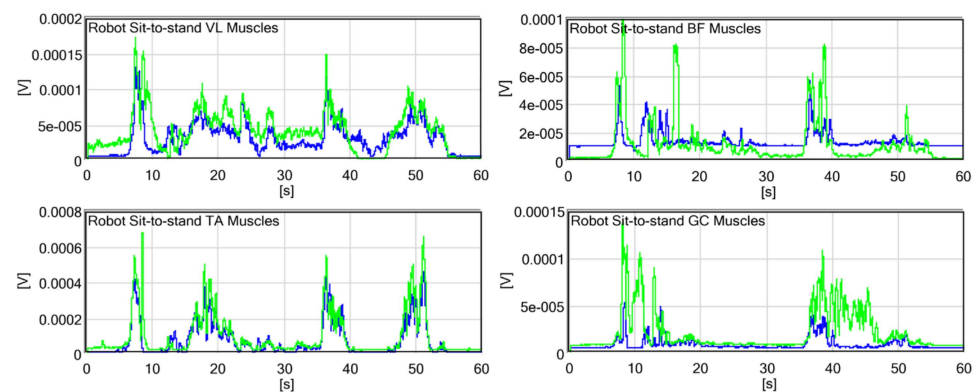 Robot Sit-to-stand VL Muscles
0.0002
0.00015
0.0001
5e-005
0
[V]
0 10 20 30 40 50 60
[s]
Robot Sit-to-stand BF Muscles
0.0001
8e-005
6e-005
4e-005
2e-005
0
[V]
0 10 20 30 40 50 60
[s]
Robot Sit-to-stand TA Muscles
0.0008
0.0006
0.0004
0.0002
0
[V]
0 10 20 30 40 50 60
[s]
Robot Sit-to-stand GC Muscles
0.00015
0.0001
5e-005
0
[V]
0 10 20 30 40 50 60
[s]